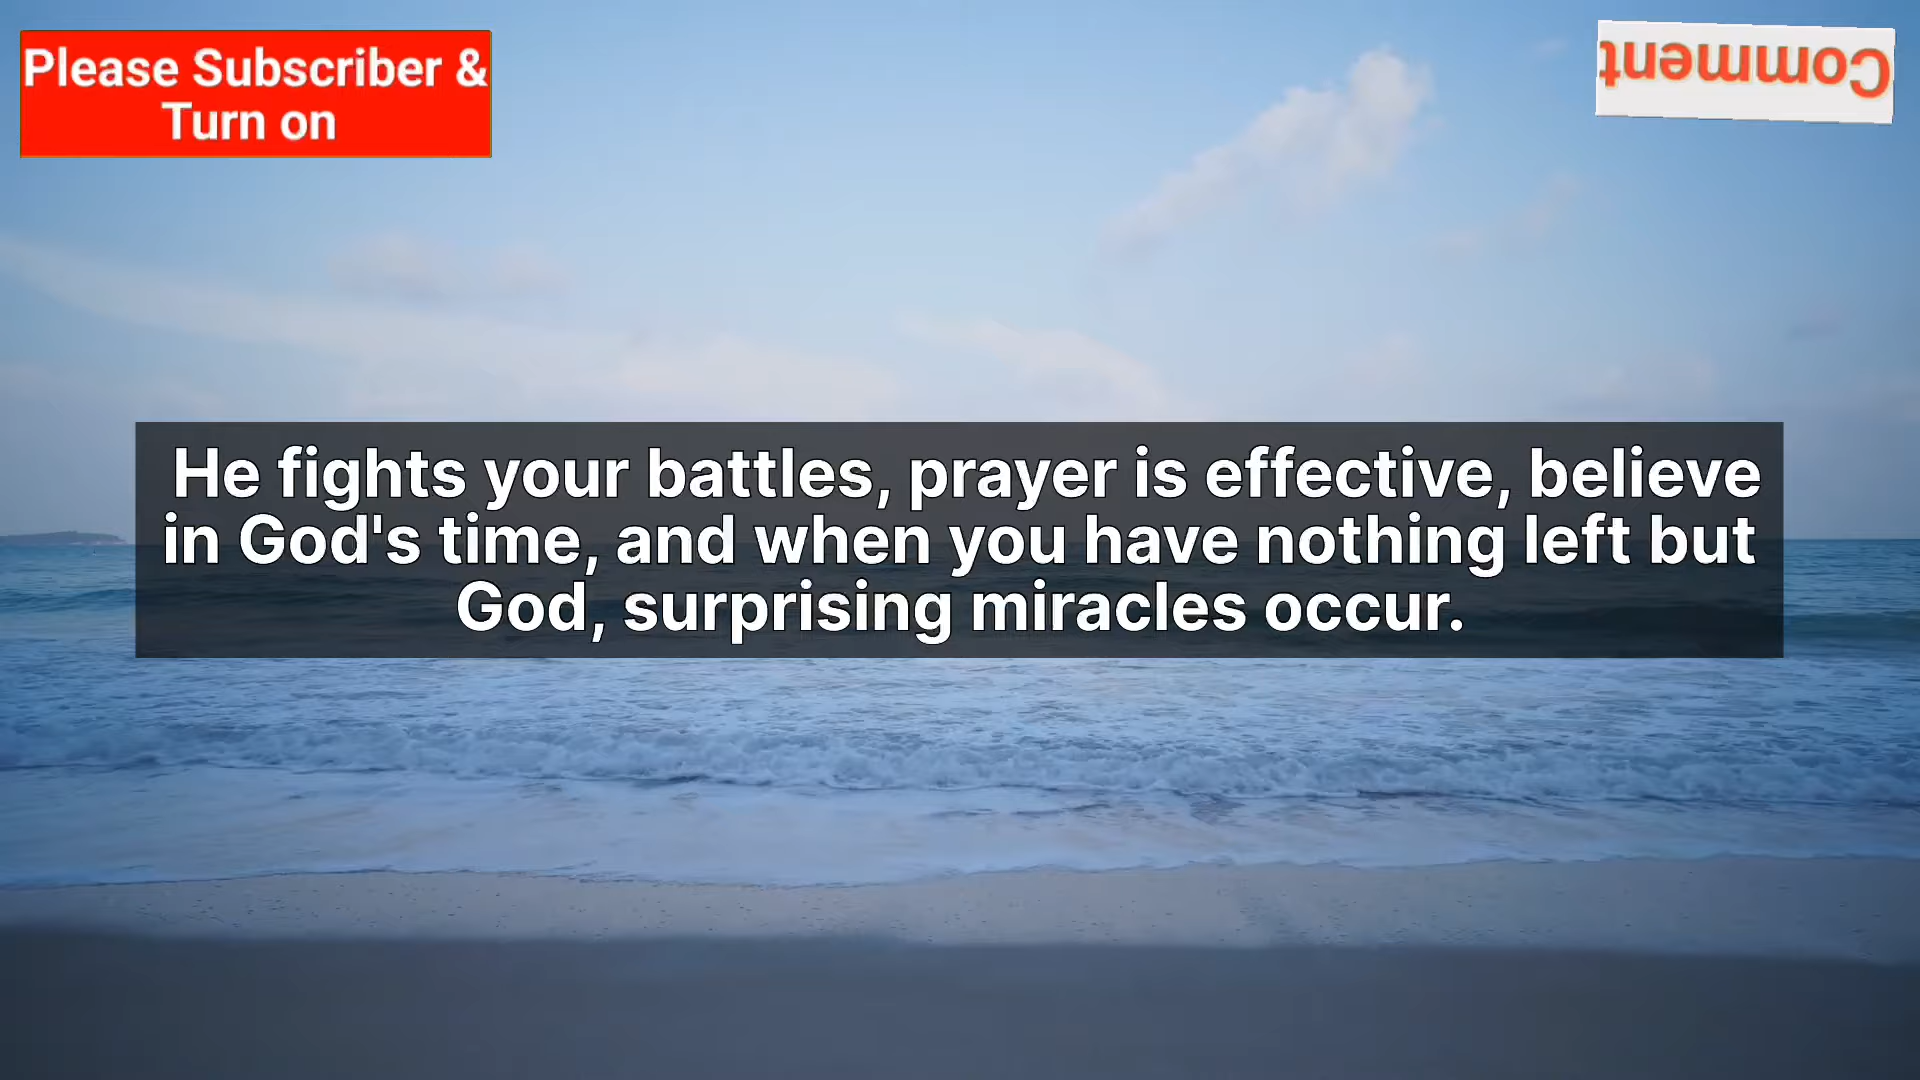 Please Subscriber &
Turn on
Comment
He fights your battles, prayer is effective, believe
in God's time, and when you have nothing left but
God, surprising miracles occur.